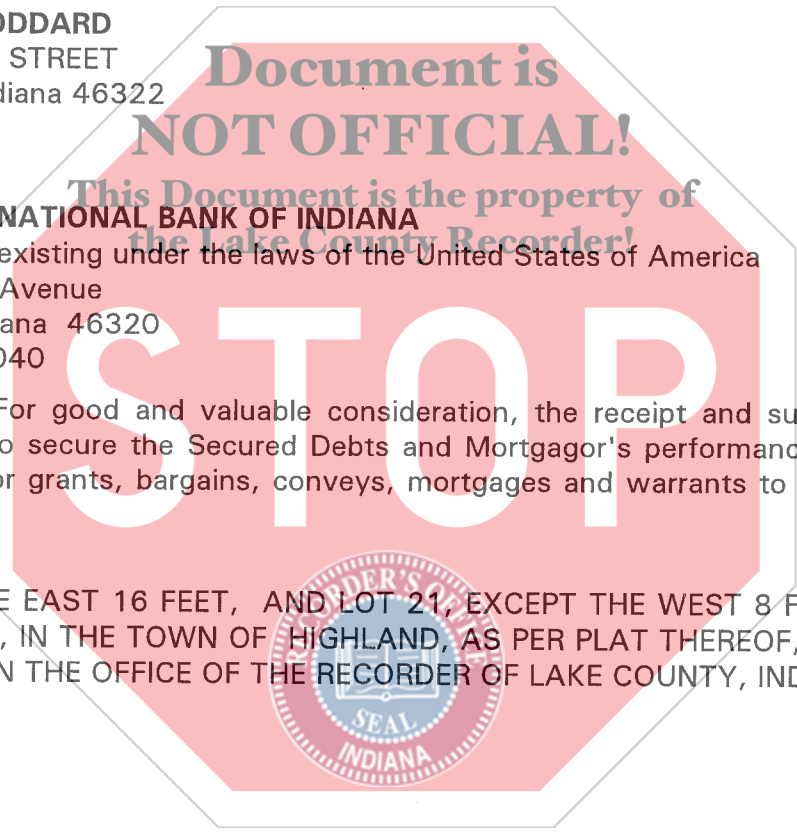 ODDARD
STREET
diana 46322
Document is
NOT OFFICIAL!
This Document is the property of
the Lake County Recorder!
NATIONAL BANK OF INDIANA
existing under the laws of the United States of America
Avenue
ana 46320
040
STOP
For good and valuable consideration, the receipt and su
o secure the Secured Debts and Mortgagor's performanc
or grants, bargains, conveys, mortgages and warrants to
E EAST 16 FEET, AND LOT 21, EXCEPT THE WEST 8 F
, IN THE TOWN OF HIGHLAND, AS PER PLAT THEREOF,
N THE OFFICE OF THE RECORDER OF LAKE COUNTY, IND
RECORDER'S OFFICE
SEAL
INDIANA